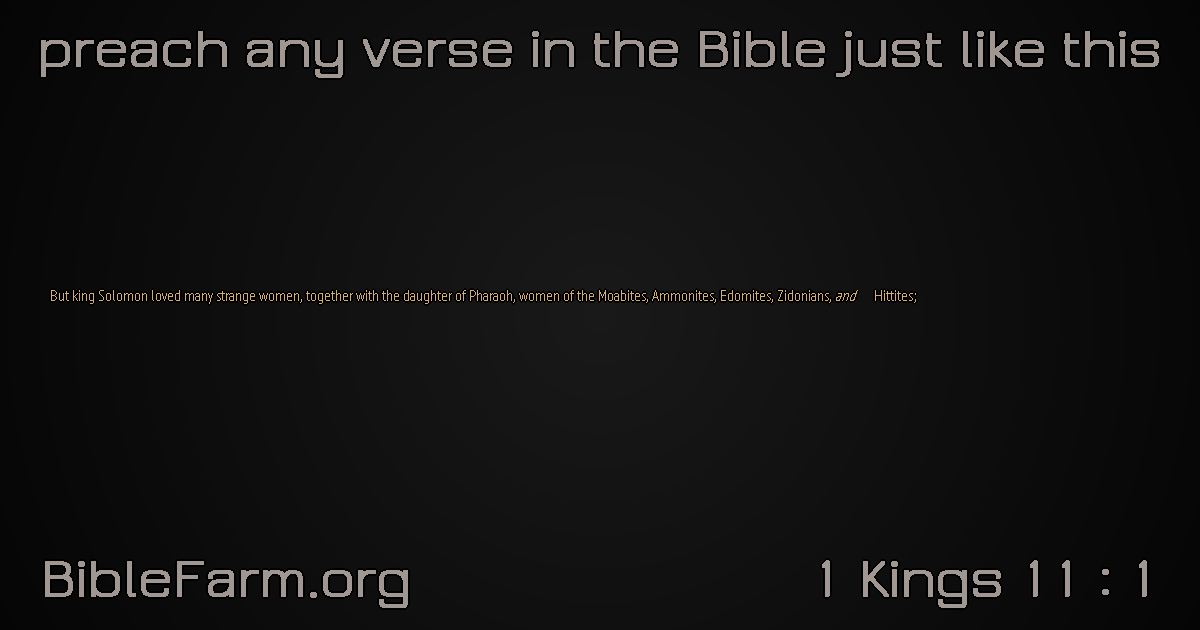 preach any verse in the Bible just like this
But king Solomon loved many strange women, together with the daughter of Pharaoh, women of the Moabites, Ammonites, Edomites, Zidonians, and Hittites;
BibleFarm.org
1 Kings 11 : 1